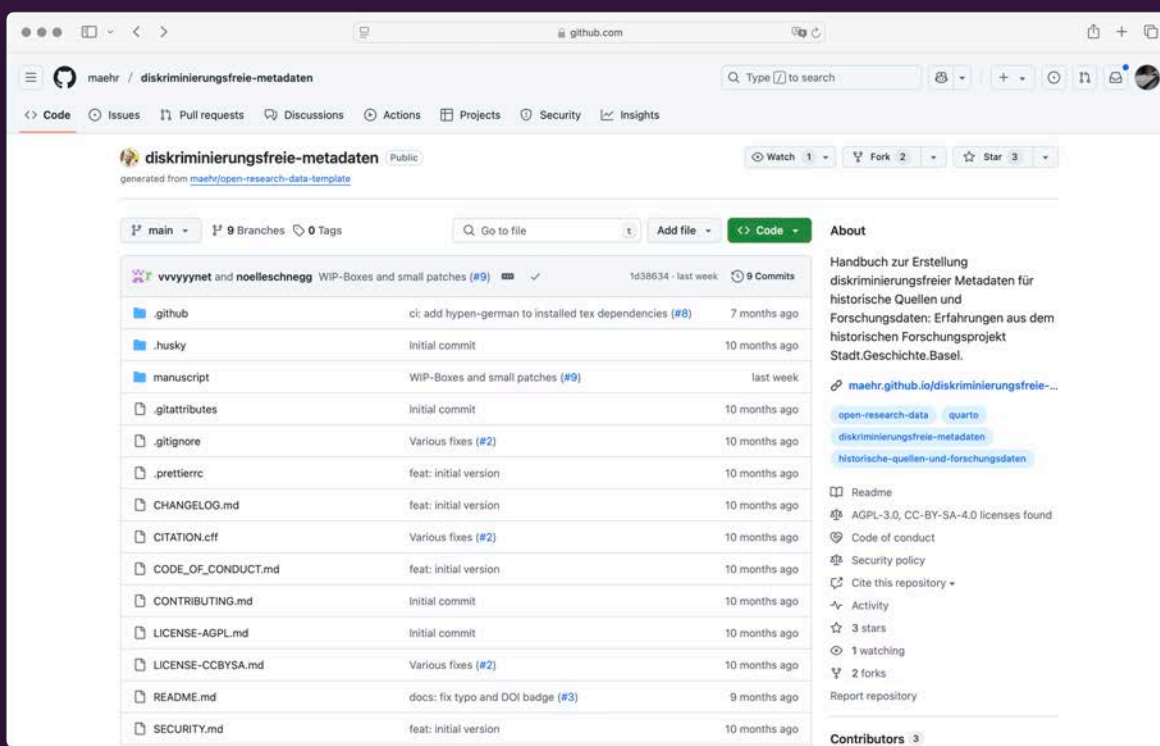 github.com
maehr / diskriminierungsfreie-metadaten
Type / to search
Code Issues Pull requests Discussions Actions Projects Security Insights
diskriminierungsfreie-metadaten Public
Watch 1 Fork 2 Star 3
generated from maehr/open-research-data-template
main 9 Branches 0 Tags Go to file t Add file Code
vvvyyynet and noelleschnegg WIP-Boxes and small patches (#9) 1d38634 · last week 9 Commits
.github ci: add hypen-german to installed tex dependencies (#8) 7 months ago
.husky Initial commit 10 months ago
manuscript WIP-Boxes and small patches (#9) last week
.gitattributes Initial commit 10 months ago
.gitignore Various fixes (#2) 10 months ago
.prettierrc feat: initial version 10 months ago
CHANGELOG.md feat: initial version 10 months ago
CITATION.cff Various fixes (#2) 10 months ago
CODE_OF_CONDUCT.md feat: initial version 10 months ago
CONTRIBUTING.md Initial commit 10 months ago
LICENSE-AGPL.md Initial commit 10 months ago
LICENSE-CCBYSA.md Various fixes (#2) 10 months ago
README.md docs: fix typo and DOI badge (#3) 9 months ago
SECURITY.md feat: initial version 10 months ago
About
Handbuch zur Erstellung
diskriminierungsfreier Metadaten für
historische Quellen und
Forschungsdaten: Erfahrungen aus dem
historischen Forschungsprojekt
Stadt.Geschichte.Basel.
maehr.github.io/diskriminierungsfreie-...
open-research-data quarto
diskriminierungsfreie-metadaten
historische-quellen-und-forschungsdaten
Readme
AGPL-3.0, CC-BY-SA-4.0 licenses found
Code of conduct
Security policy
Cite this repository
Activity
3 stars
1 watching
2 forks
Report repository
Contributors 3